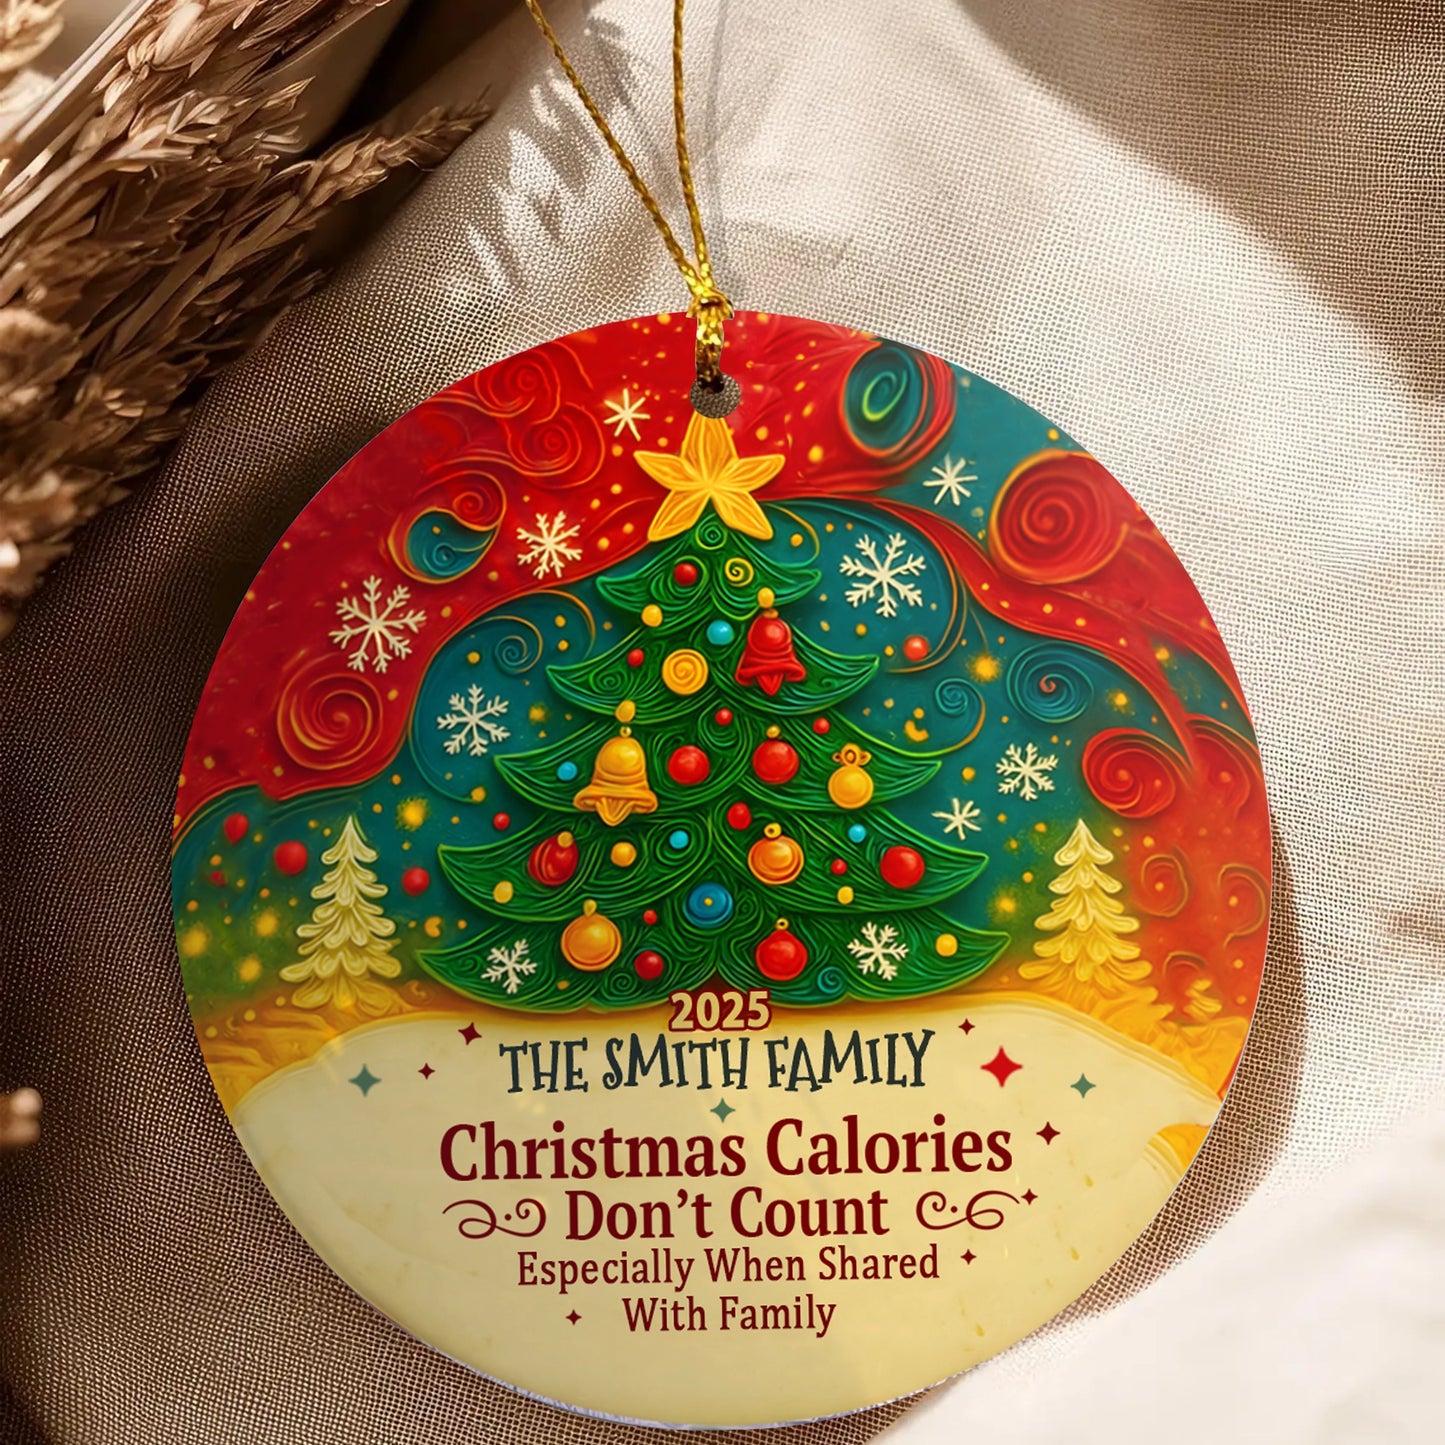 2025
THE SMITH FAMILY
Christmas Calories
Don't Count
Especially When Shared
With Family